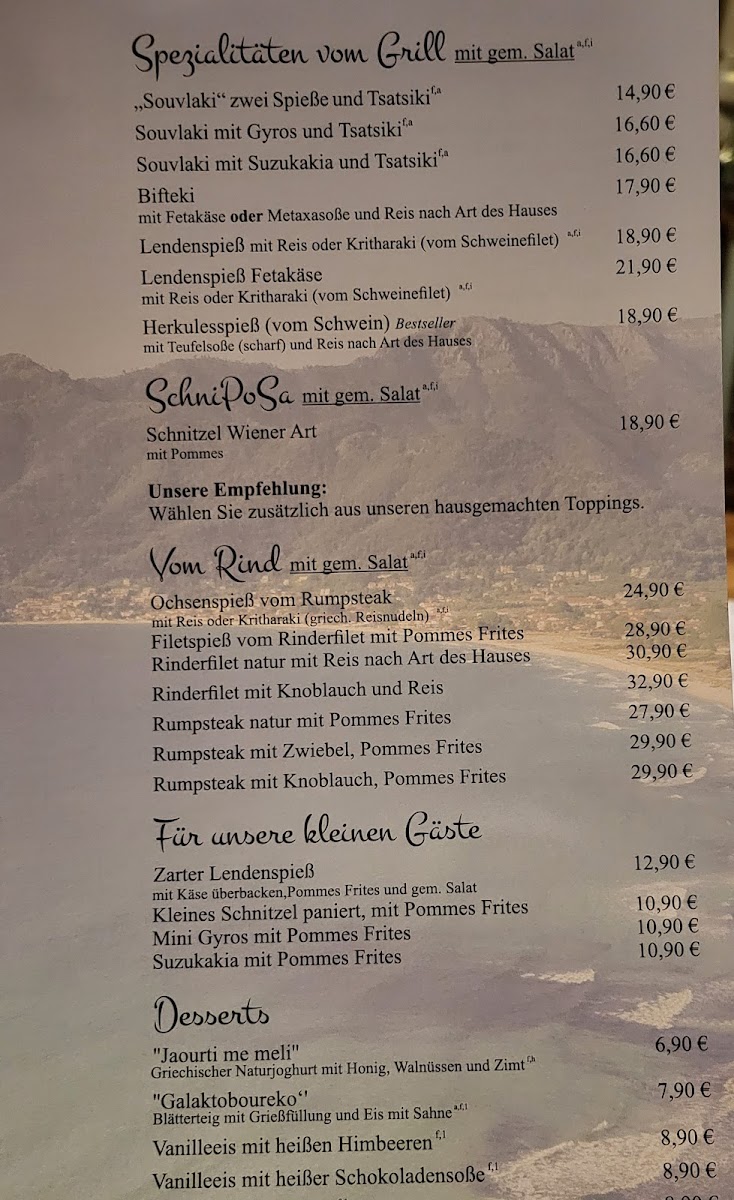 Spezialitäten vom Grill mit gem. Salat a,f,i
„Souvlaki“ zwei Spieße und Tsatsiki f,a 14,90 €
Souvlaki mit Gyros und Tsatsiki f,a 16,60 €
Souvlaki mit Suzukakia und Tsatsiki f,a 16,60 €
Bifteki 17,90 €
mit Fetakäse oder Metaxasoße und Reis nach Art des Hauses
Lendenspieß mit Reis oder Kritharaki (vom Schweinefilet) a,f,i 18,90 €
Lendenspieß Fetakäse 21,90 €
mit Reis oder Kritharaki (vom Schweinefilet) a,f,i
Herkulesspieß (vom Schwein) Bestseller 18,90 €
mit Teufelsoße (scharf) und Reis nach Art des Hauses
SchniPoSa mit gem. Salat a,f,i
Schnitzel Wiener Art 18,90 €
mit Pommes
Unsere Empfehlung:
Wählen Sie zusätzlich aus unseren hausgemachten Toppings.
Vom Rind mit gem. Salat a,f,i
Ochsenspieß vom Rumpsteak 24,90 €
mit Reis oder Kritharaki (griech. Reisnudeln) a,f,i
Filetspieß vom Rinderfilet mit Pommes Frites 28,90 €
Rinderfilet natur mit Reis nach Art des Hauses 30,90 €
Rinderfilet mit Knoblauch und Reis 32,90 €
Rumpsteak natur mit Pommes Frites 27,90 €
Rumpsteak mit Zwiebel, Pommes Frites 29,90 €
Rumpsteak mit Knoblauch, Pommes Frites 29,90 €
Für unsere kleinen Gäste
Zarter Lendenspieß 12,90 €
mit Käse überbacken,Pommes Frites und gem. Salat
Kleines Schnitzel paniert, mit Pommes Frites 10,90 €
Mini Gyros mit Pommes Frites 10,90 €
Suzukakia mit Pommes Frites 10,90 €
Desserts
"Jaourti me meli" 6,90 €
Griechischer Naturjoghurt mit Honig, Walnüssen und Zimt f,h
"Galaktoboureko“ 7,90 €
Blätterteig mit Grießfüllung und Eis mit Sahne a,f,1
Vanilleeis mit heißen Himbeeren f,1 8,90 €
Vanilleeis mit heißer Schokoladensoße f,1 8,90 €